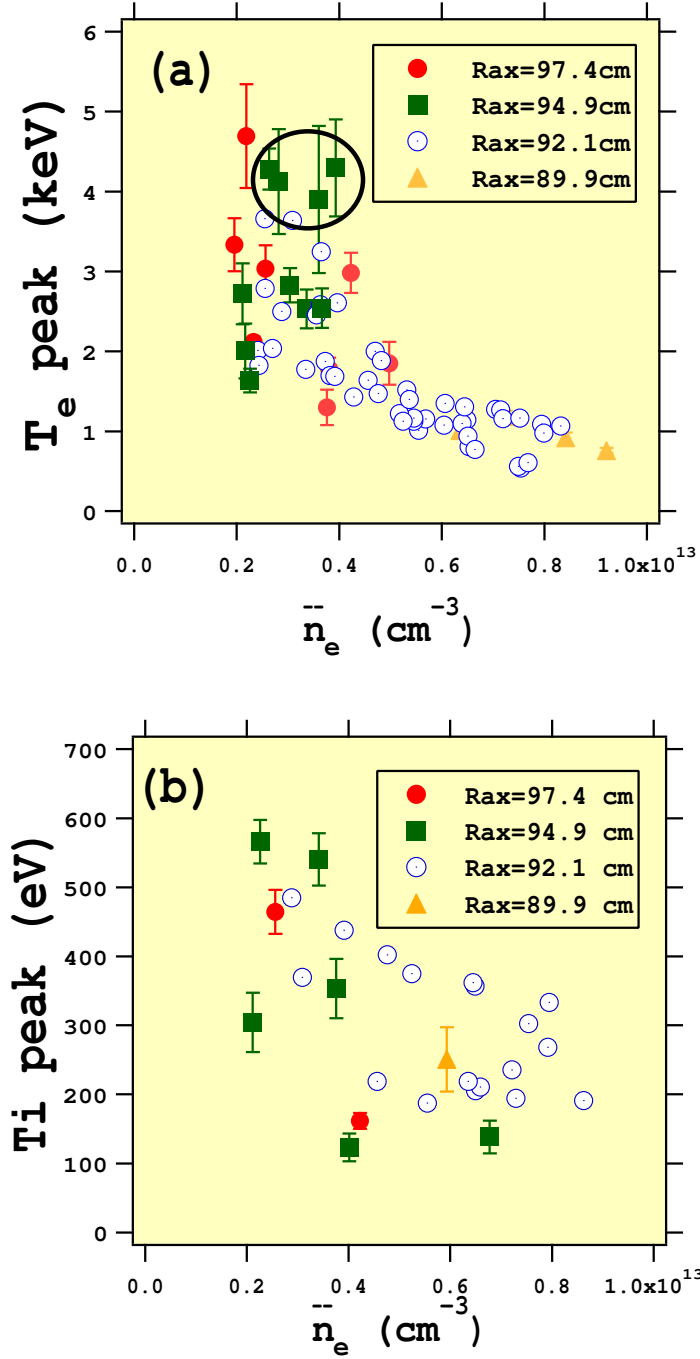 (a)
Rax=97.4cm
Rax=94.9cm
Rax=92.1cm
Rax=89.9cm
T_e peak (keV)
6
5
4
3
2
1
0
0.0 0.2 0.4 0.6 0.8 1.0x10^13
n̅_e (cm^-3)
(b)
Rax=97.4 cm
Rax=94.9 cm
Rax=92.1 cm
Rax=89.9 cm
Ti peak (eV)
700
600
500
400
300
200
100
0
0.0 0.2 0.4 0.6 0.8 1.0x10^13
n̅_e (cm^-3)